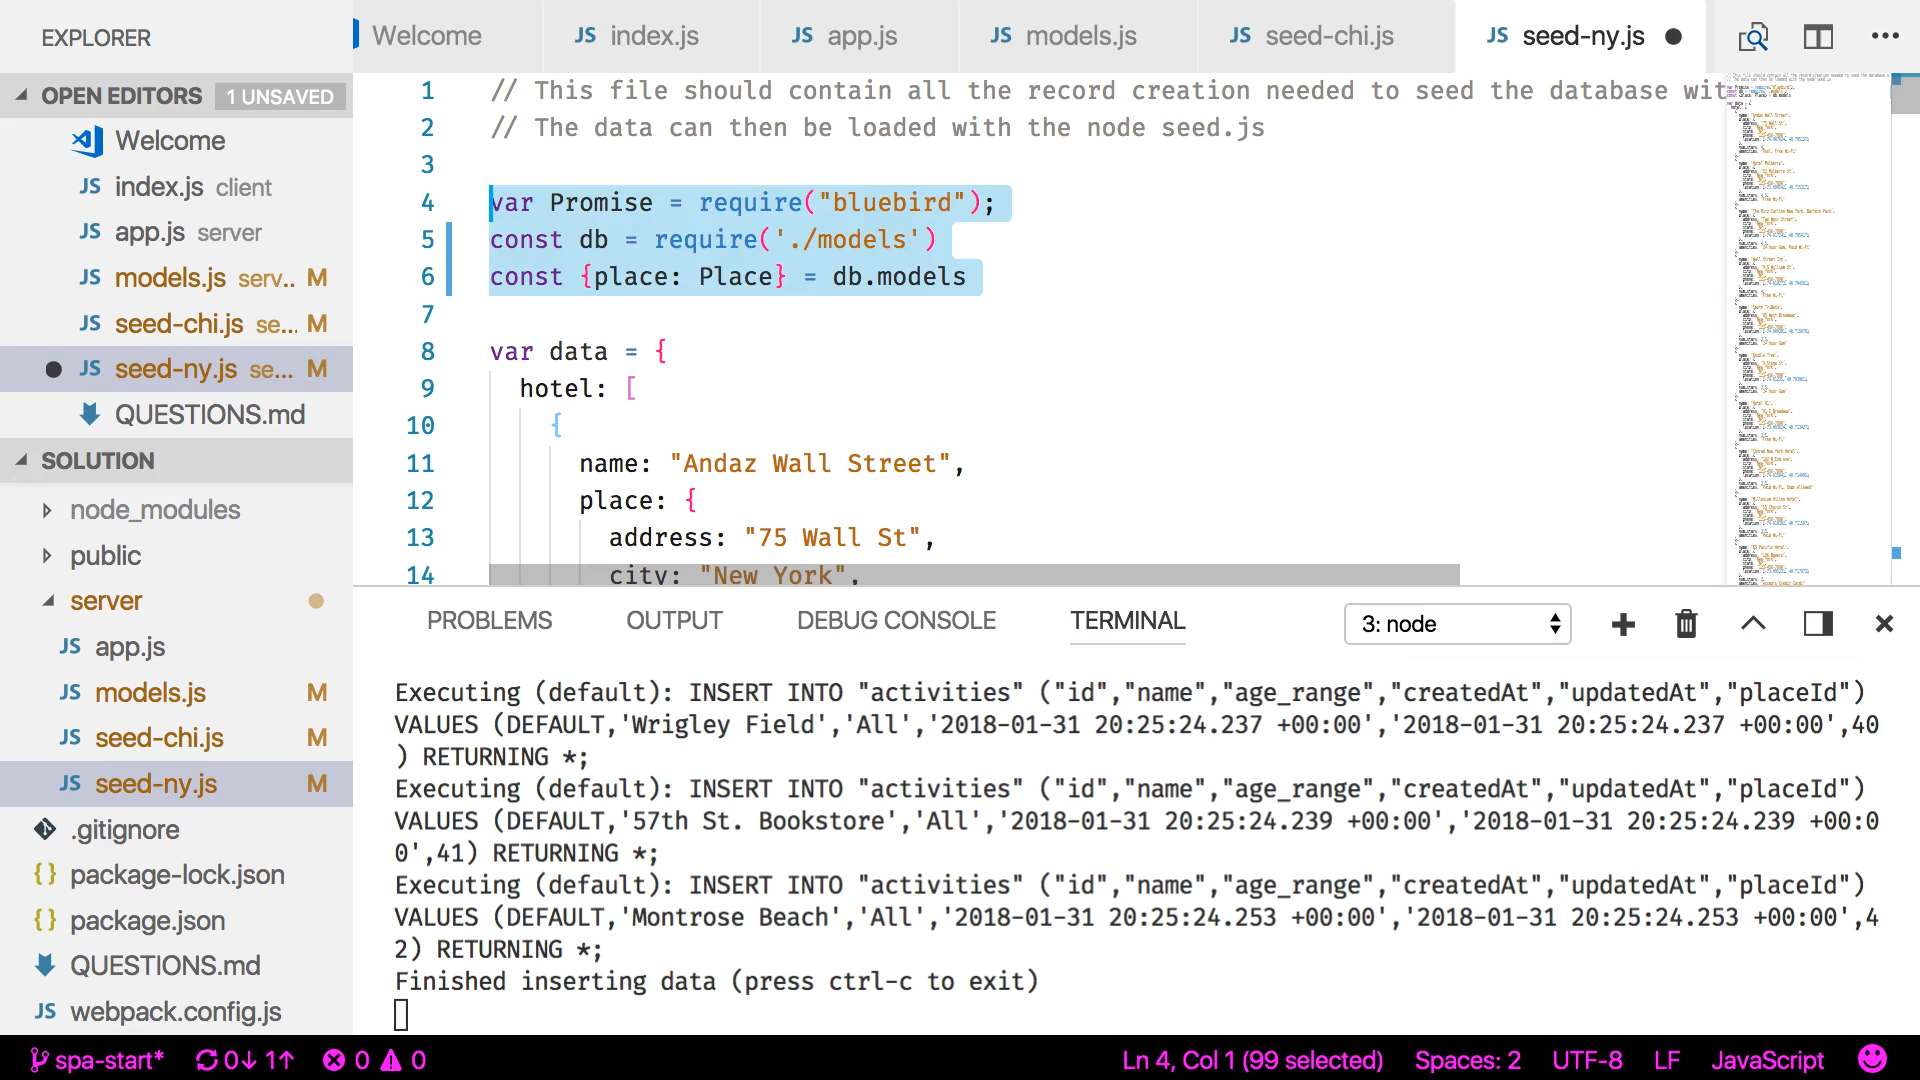 EXPLORER
OPEN EDITORS 1 UNSAVED
Welcome
JS index.js client
JS app.js server
JS models.js serv.. M
JS seed-chi.js se... M
JS seed-ny.js se... M
QUESTIONS.md
SOLUTION
node_modules
public
server
JS app.js
JS models.js M
JS seed-chi.js M
JS seed-ny.js M
.gitignore
{} package-lock.json
{} package.json
QUESTIONS.md
JS webpack.config.js
Welcome JS index.js JS app.js JS models.js JS seed-chi.js JS seed-ny.js
1 // This file should contain all the record creation needed to seed the database wit
2 // The data can then be loaded with the node seed.js
3
4 var Promise = require("bluebird");
5 const db = require('./models')
6 const {place: Place} = db.models
7
8 var data = {
9 hotel: [
10 {
11 name: "Andaz Wall Street",
12 place: {
13 address: "75 Wall St",
14 city: "New York",
PROBLEMS OUTPUT DEBUG CONSOLE TERMINAL 3: node
Executing (default): INSERT INTO "activities" ("id","name","age_range","createdAt","updatedAt","placeId")
VALUES (DEFAULT,'Wrigley Field','All','2018-01-31 20:25:24.237 +00:00','2018-01-31 20:25:24.237 +00:00',40
) RETURNING *;
Executing (default): INSERT INTO "activities" ("id","name","age_range","createdAt","updatedAt","placeId")
VALUES (DEFAULT,'57th St. Bookstore','All','2018-01-31 20:25:24.239 +00:00','2018-01-31 20:25:24.239 +00:0
0',41) RETURNING *;
Executing (default): INSERT INTO "activities" ("id","name","age_range","createdAt","updatedAt","placeId")
VALUES (DEFAULT,'Montrose Beach','All','2018-01-31 20:25:24.253 +00:00','2018-01-31 20:25:24.253 +00:00',4
2) RETURNING *;
Finished inserting data (press ctrl-c to exit)
spa-start* 0↓ 1↑ 0 0 Ln 4, Col 1 (99 selected) Spaces: 2 UTF-8 LF JavaScript